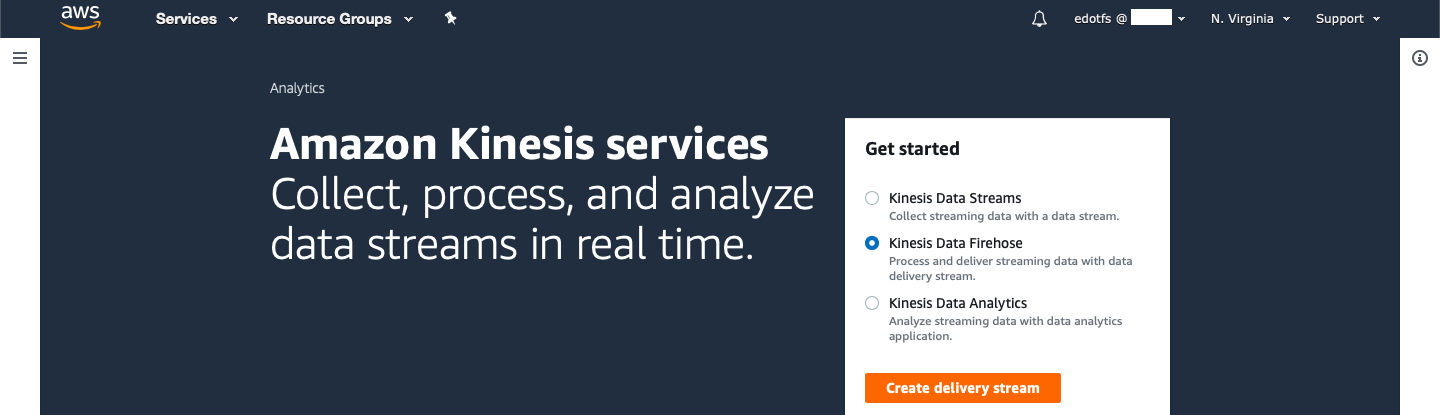 aws Services Resource Groups edotfs @ N. Virginia Support
Analytics
Amazon Kinesis services
Collect, process, and analyze
data streams in real time.
Get started
Kinesis Data Streams
Collect streaming data with a data stream.
Kinesis Data Firehose
Process and deliver streaming data with data
delivery stream.
Kinesis Data Analytics
Analyze streaming data with data analytics
application.
Create delivery stream